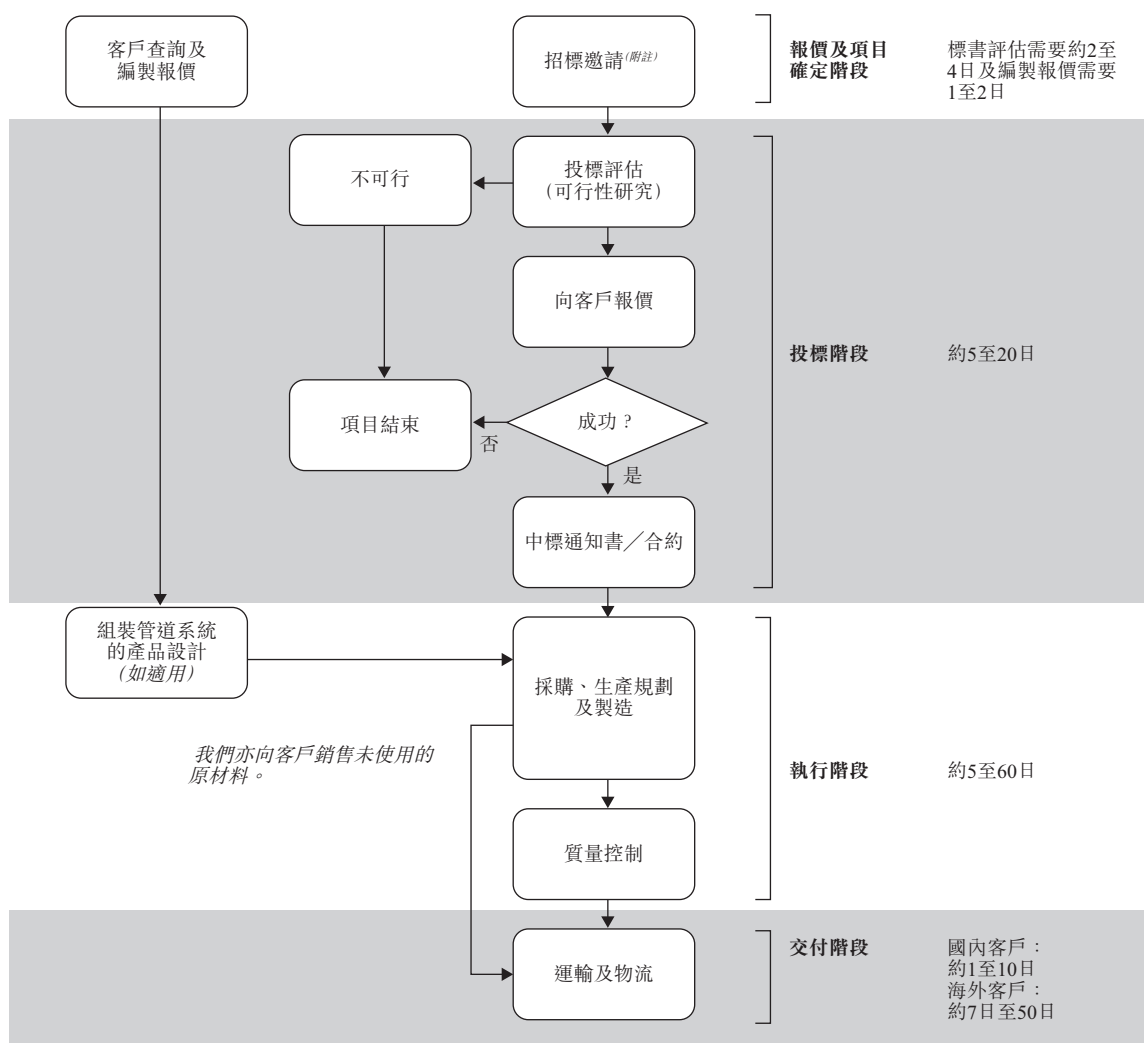 客戶查詢及
編製報價
招標邀請(附註)
報價及項目
確定階段
標書評估需要約2至
4日及編製報價需要
1至2日
不可行
投標評估
(可行性研究)
向客戶報價
投標階段
約5至20日
項目結束
成功?
否
是
中標通知書／合約
組裝管道系統
的產品設計
(如適用)
採購、生產規劃
及製造
我們亦向客戶銷售未使用的
原材料。
執行階段
約5至60日
質量控制
運輸及物流
交付階段
國內客戶：
約1至10日
海外客戶：
約7日至50日